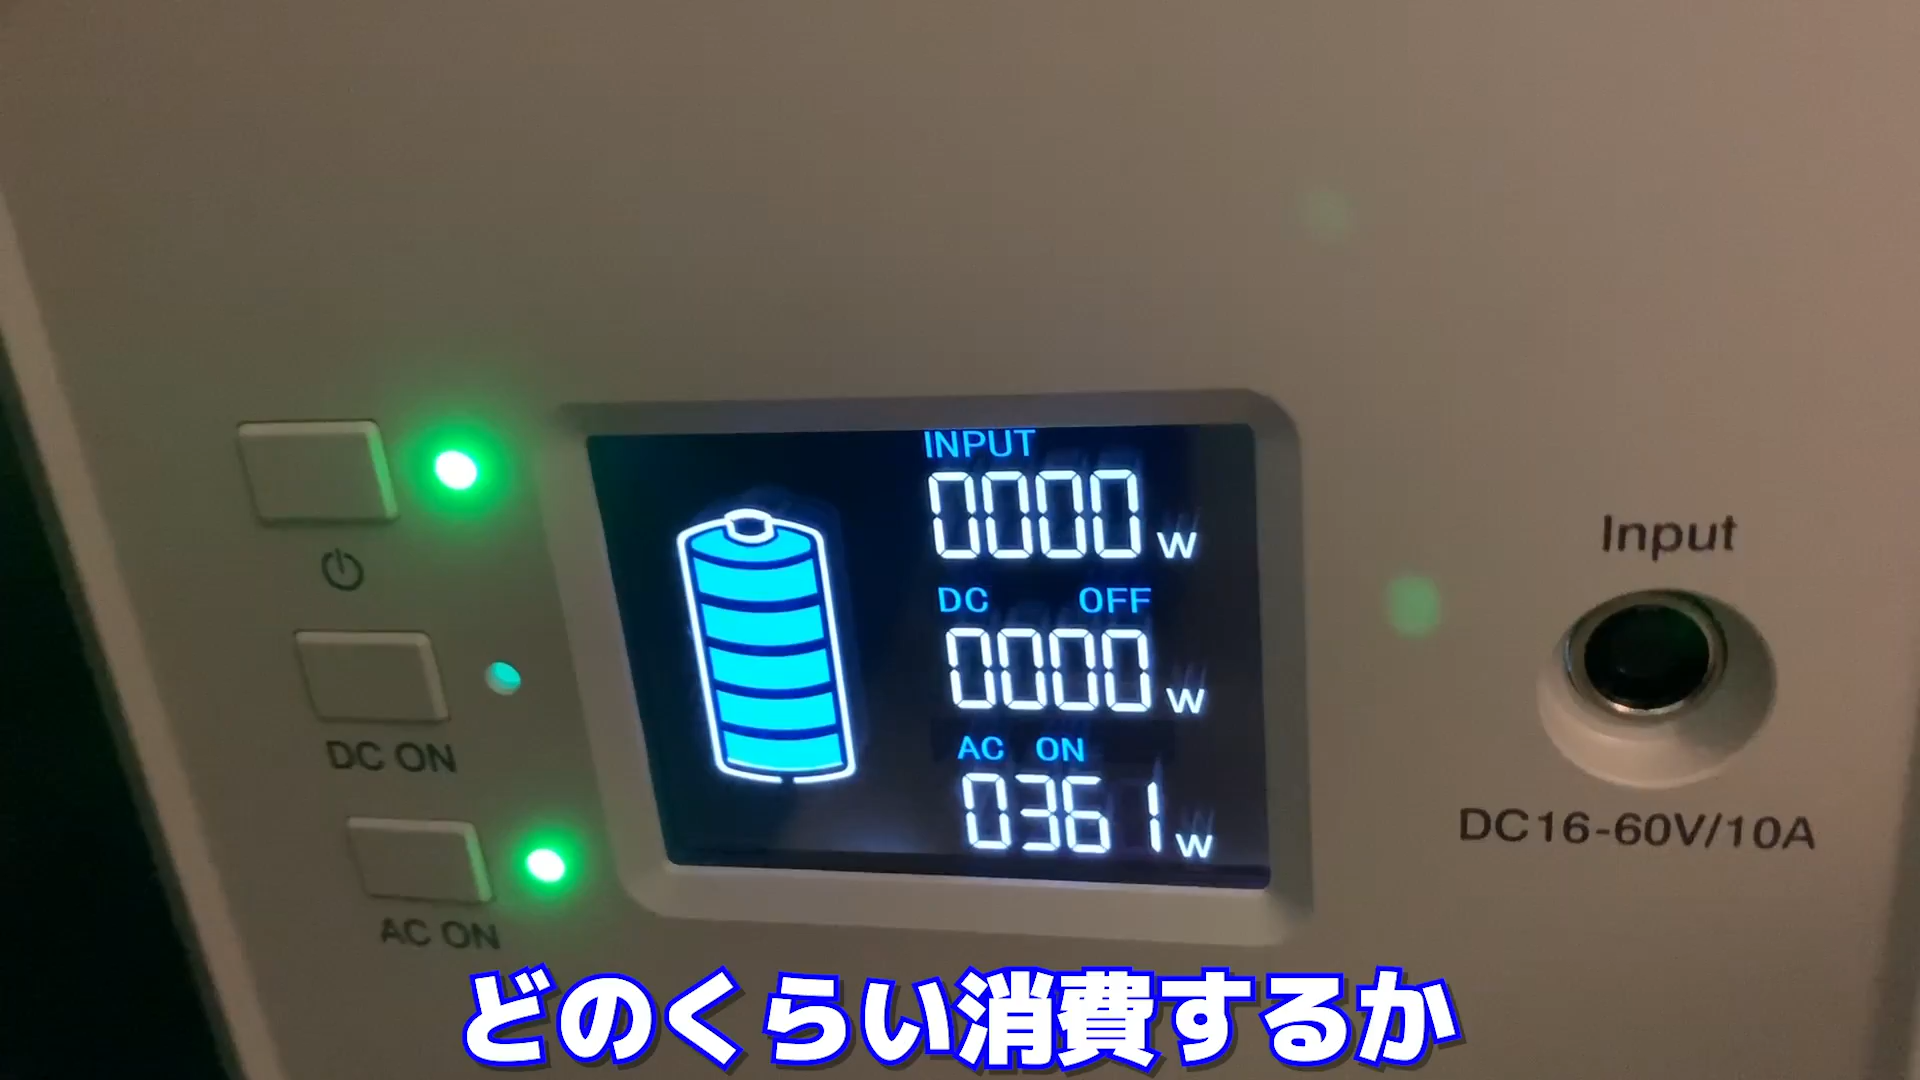 INPUT
0000 W
DC OFF
0000 W
AC ON
0361 W
DC ON
AC ON
Input
DC16-60V/10A
どのくらい消費するか